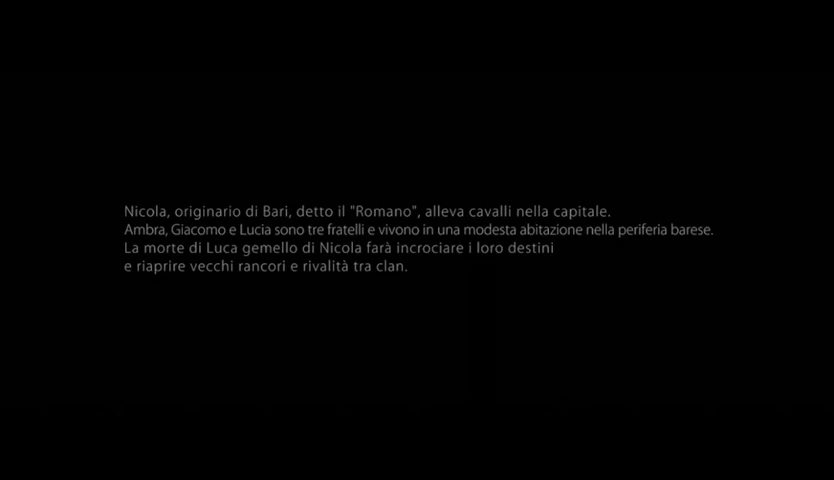 Nicola, originario di Bari, detto il "Romano", alleva cavalli nella capitale.
Ambra, Giacomo e Lucia sono tre fratelli e vivono in una modesta abitazione nella periferia barese.
La morte di Luca gemello di Nicola farà incrociare i loro destini
e riaprire vecchi rancori e rivalità tra clan.